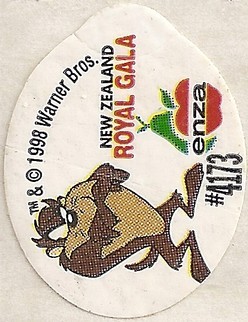 ™ & © 1998 Warner Bros.
NEW ZEALAND
ROYAL GALA
enza
#4173